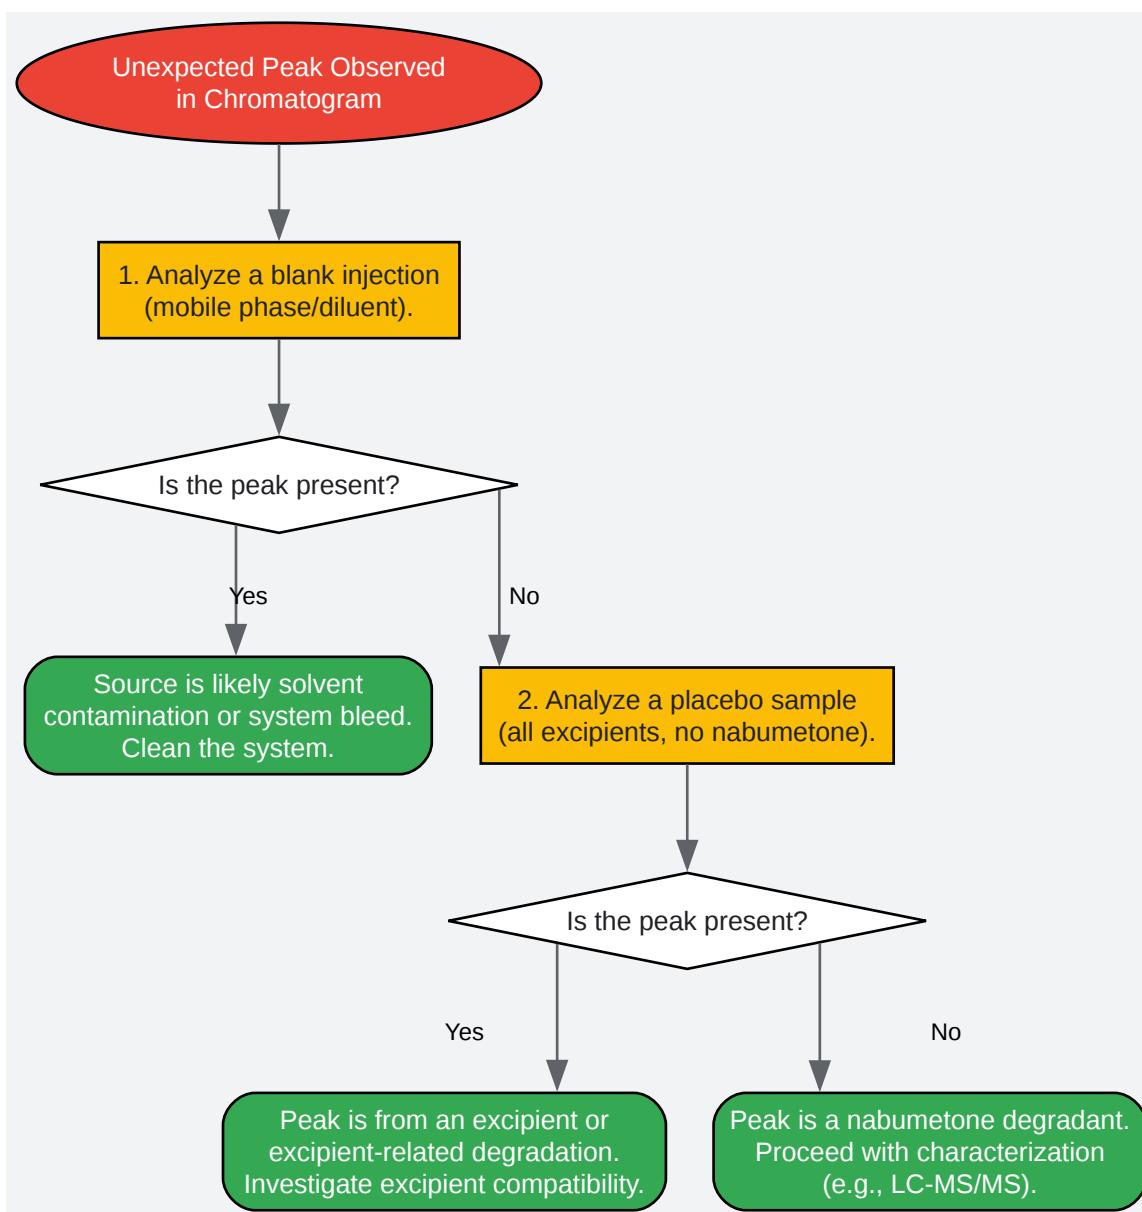 Unexpected Peak Observed
in Chromatogram
1. Analyze a blank injection
(mobile phase/diluent).
Is the peak present?
Yes
No
Source is likely solvent
contamination or system bleed.
Clean the system.
2. Analyze a placebo sample
(all excipients, no nabumetone).
Is the peak present?
Yes
No
Peak is from an excipient or
excipient-related degradation.
Investigate excipient compatibility.
Peak is a nabumetone degradant.
Proceed with characterization
(e.g., LC-MS/MS).